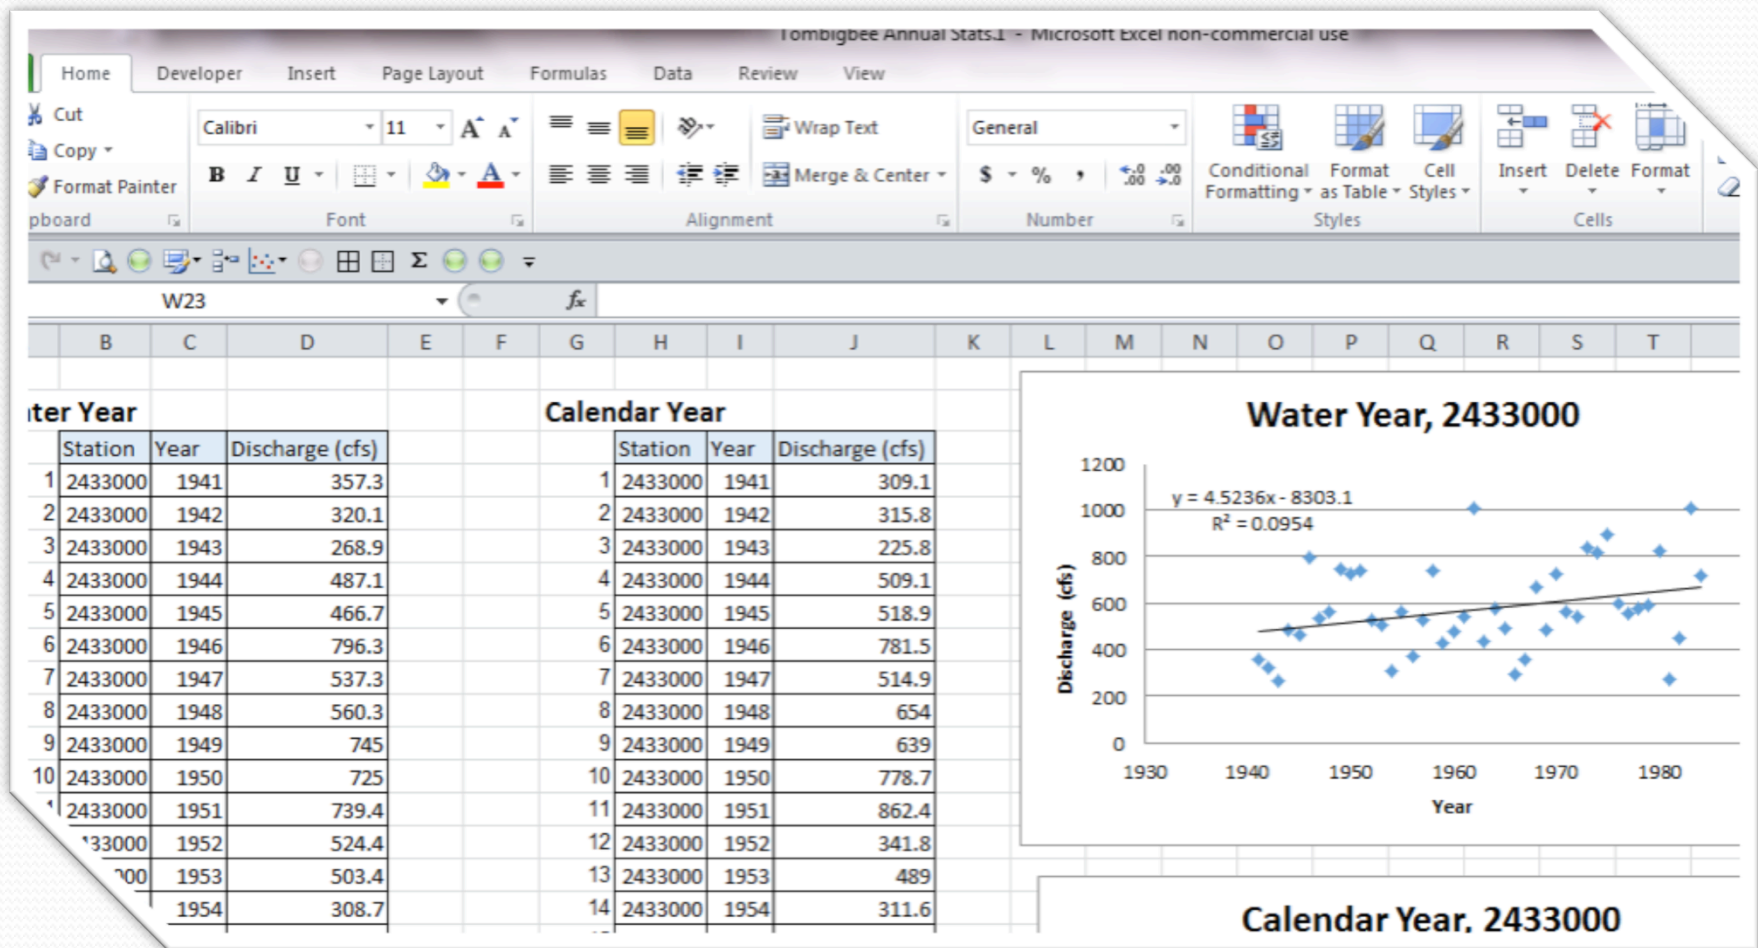 Tombigbee Annual Stats.1 - Microsoft Excel non-commercial use
Home Developer Insert Page Layout Formulas Data Review View
Cut
Copy
Format Painter
pboard
Calibri 11
B I U
Font
Wrap Text
Merge & Center
Alignment
General
$ % ,
Number
Conditional Formatting
Format as Table
Cell Styles
Styles
Insert Delete Format
Cells
W23 fx
B C D E F G H I J K L M N O P Q R S T
ter Year Calendar Year
Station Year Discharge (cfs) Station Year Discharge (cfs)
1 2433000 1941 357.3 1 2433000 1941 309.1
2 2433000 1942 320.1 2 2433000 1942 315.8
3 2433000 1943 268.9 3 2433000 1943 225.8
4 2433000 1944 487.1 4 2433000 1944 509.1
5 2433000 1945 466.7 5 2433000 1945 518.9
6 2433000 1946 796.3 6 2433000 1946 781.5
7 2433000 1947 537.3 7 2433000 1947 514.9
8 2433000 1948 560.3 8 2433000 1948 654
9 2433000 1949 745 9 2433000 1949 639
10 2433000 1950 725 10 2433000 1950 778.7
1 2433000 1951 739.4 11 2433000 1951 862.4
33000 1952 524.4 12 2433000 1952 341.8
000 1953 503.4 13 2433000 1953 489
1954 308.7 14 2433000 1954 311.6
Water Year, 2433000
y = 4.5236x - 8303.1
R² = 0.0954
Discharge (cfs)
1200
1000
800
600
400
200
0
1930 1940 1950 1960 1970 1980
Year
Calendar Year, 2433000